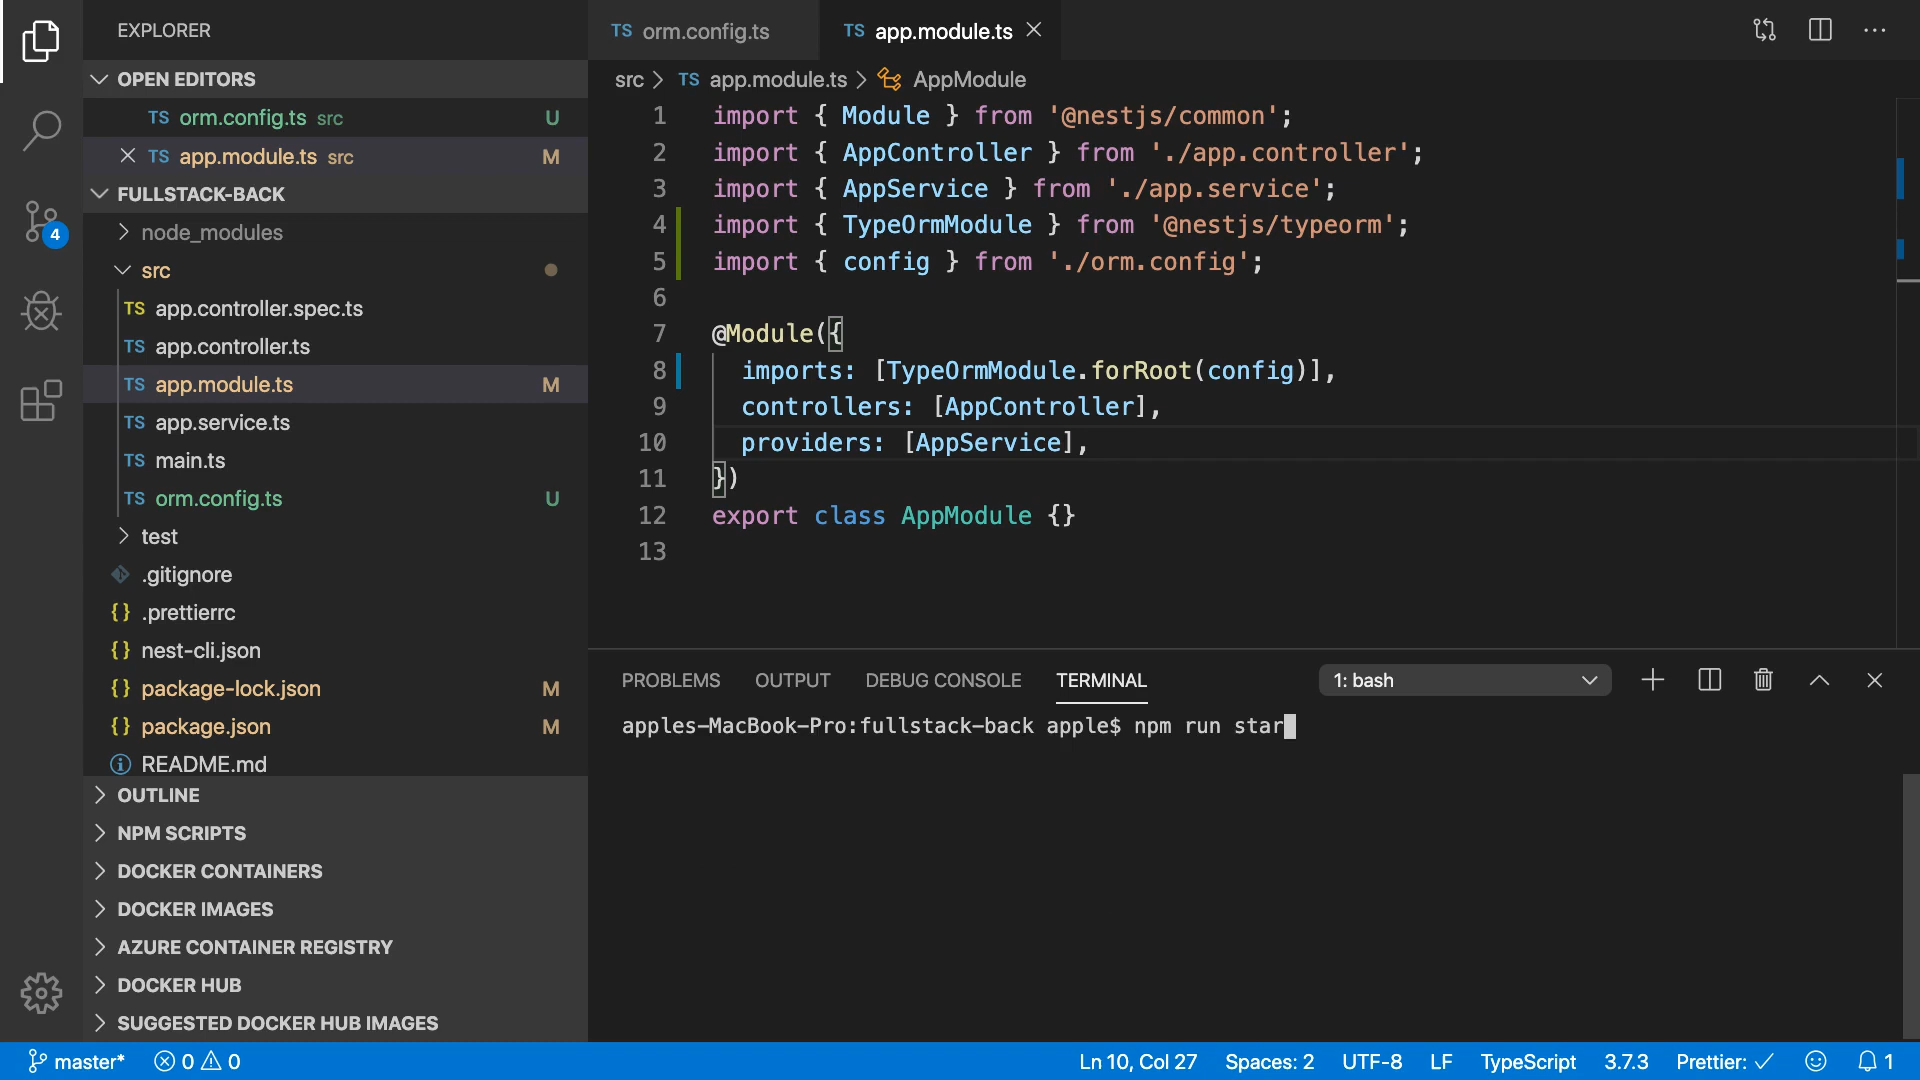 EXPLORER
OPEN EDITORS
TS orm.config.ts src U
TS app.module.ts src M
FULLSTACK-BACK
node_modules
src
TS app.controller.spec.ts
TS app.controller.ts
TS app.module.ts M
TS app.service.ts
TS main.ts
TS orm.config.ts U
test
.gitignore
{} .prettierrc
{} nest-cli.json
{} package-lock.json M
{} package.json M
README.md
OUTLINE
NPM SCRIPTS
DOCKER CONTAINERS
DOCKER IMAGES
AZURE CONTAINER REGISTRY
DOCKER HUB
SUGGESTED DOCKER HUB IMAGES
4
TS orm.config.ts TS app.module.ts
src > TS app.module.ts > AppModule
1 import { Module } from '@nestjs/common';
2 import { AppController } from './app.controller';
3 import { AppService } from './app.service';
4 import { TypeOrmModule } from '@nestjs/typeorm';
5 import { config } from './orm.config';
6
7 @Module({
8 imports: [TypeOrmModule.forRoot(config)],
9 controllers: [AppController],
10 providers: [AppService],
11 })
12 export class AppModule {}
13
PROBLEMS OUTPUT DEBUG CONSOLE TERMINAL 1: bash
apples-MacBook-Pro:fullstack-back apple$ npm run star
master* 0 0 Ln 10, Col 27 Spaces: 2 UTF-8 LF TypeScript 3.7.3 Prettier: ✓ 1